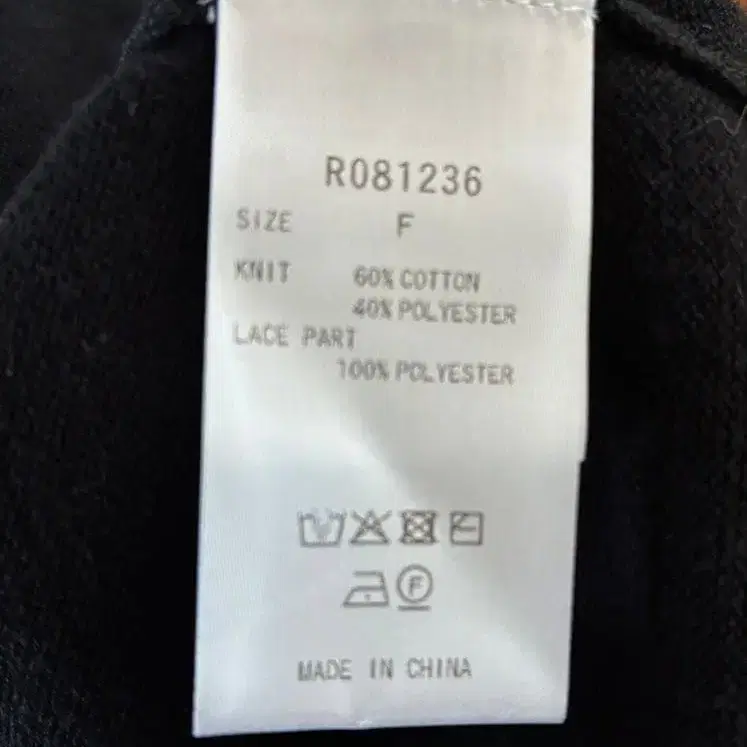 R081236
SIZE F
KNIT 60% COTTON
40% POLYESTER
LACE PART
100% POLYESTER
F
MADE IN CHINA